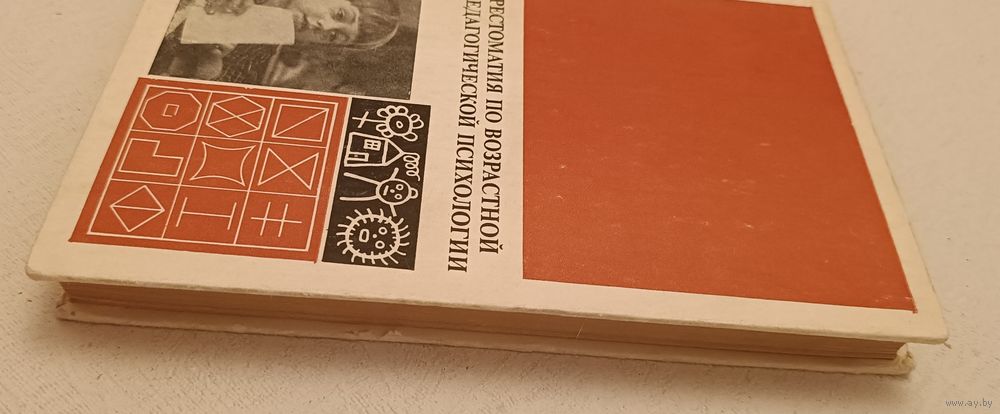 РЕСТОМАТИЯ ПО ВОЗРАСТНОЙ
ЕДАГОГИЧЕСКОЙ ПСИХОЛОГИИ
www.ay.by